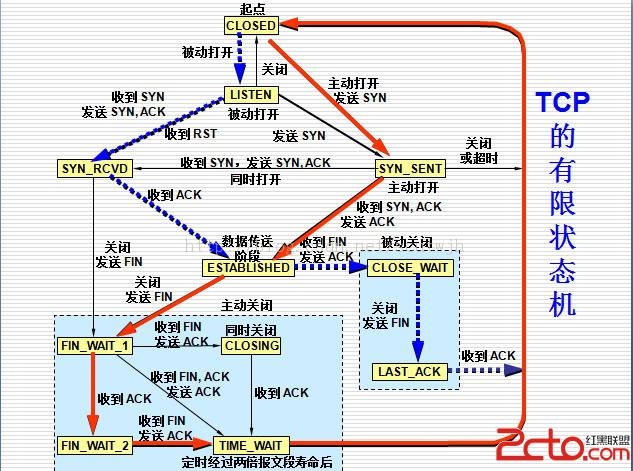 起点
CLOSED
被动打开
关闭
主动打开
发送 SYN
LISTEN
被动打开
收到 SYN
发送 SYN, ACK
收到 RST
发送 SYN
SYN_RCVD
收到 SYN，发送 SYN, ACK
同时打开
SYN_SENT
主动打开
关闭
或超时
收到 ACK
收到 SYN, ACK
发送 ACK
关闭
发送 FIN
数据传送
阶段
ESTABLISHED
收到 FIN
发送 ACK
被动关闭
CLOSE_WAIT
关闭
发送 FIN
关闭
发送 FIN
LAST_ACK
收到 ACK
主动关闭
FIN_WAIT_1
收到 FIN
发送 ACK
同时关闭
CLOSING
收到 ACK
收到 FIN, ACK
发送 ACK
收到 ACK
FIN_WAIT_2
收到 FIN
发送 ACK
TIME_WAIT
定时经过两倍报文段寿命后
TCP
的
有
限
状
态
机
2cto.com
红黑联盟